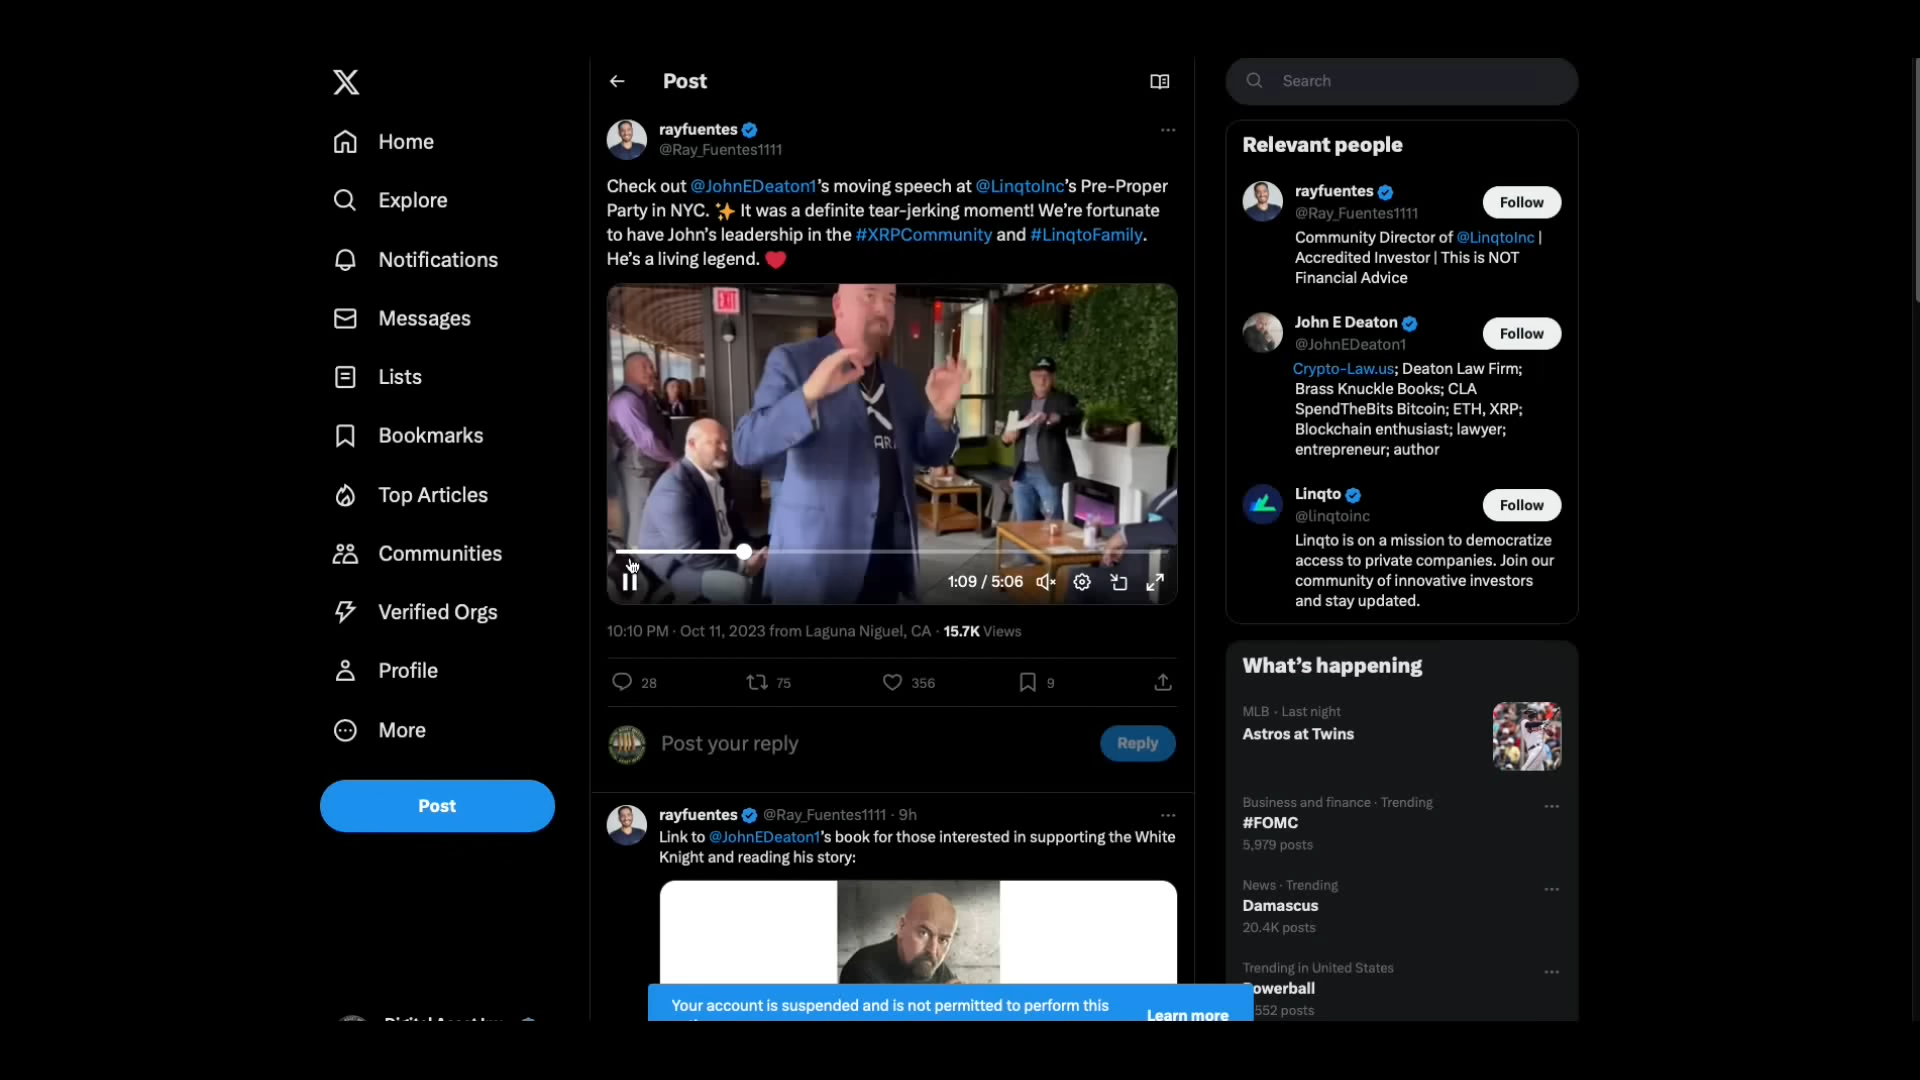 Home
Explore
Notifications
Messages
Lists
Bookmarks
Top Articles
Communities
Verified Orgs
Profile
More
Post
Post
rayfuentes
@Ray_Fuentes1111
Check out @JohnEDeaton1's moving speech at @LinqtoInc's Pre-Proper
Party in NYC. ✨ It was a definite tear-jerking moment! We're fortunate
to have John's leadership in the #XRPCommunity and #LinqtoFamily.
He's a living legend. ❤️
EXIT
1:09 / 5:06
10:10 PM · Oct 11, 2023 from Laguna Niguel, CA · 15.7K Views
28 75 356 9
Post your reply
Reply
rayfuentes @Ray_Fuentes1111 · 9h
Link to @JohnEDeaton1's book for those interested in supporting the White
Knight and reading his story:
Your account is suspended and is not permitted to perform this
Learn more
Search
Relevant people
rayfuentes
@Ray_Fuentes1111
Follow
Community Director of @LinqtoInc |
Accredited Investor | This is NOT
Financial Advice
John E Deaton
@JohnEDeaton1
Follow
Crypto-Law.us; Deaton Law Firm;
Brass Knuckle Books; CLA
SpendTheBits Bitcoin; ETH, XRP;
Blockchain enthusiast; lawyer;
entrepreneur; author
Linqto
@linqtoinc
Follow
Linqto is on a mission to democratize
access to private companies. Join our
community of innovative investors
and stay updated.
What's happening
MLB · Last night
Astros at Twins
Business and finance · Trending
#FOMC
5,979 posts
News · Trending
Damascus
20.4K posts
Trending in United States
Powerball
552 posts